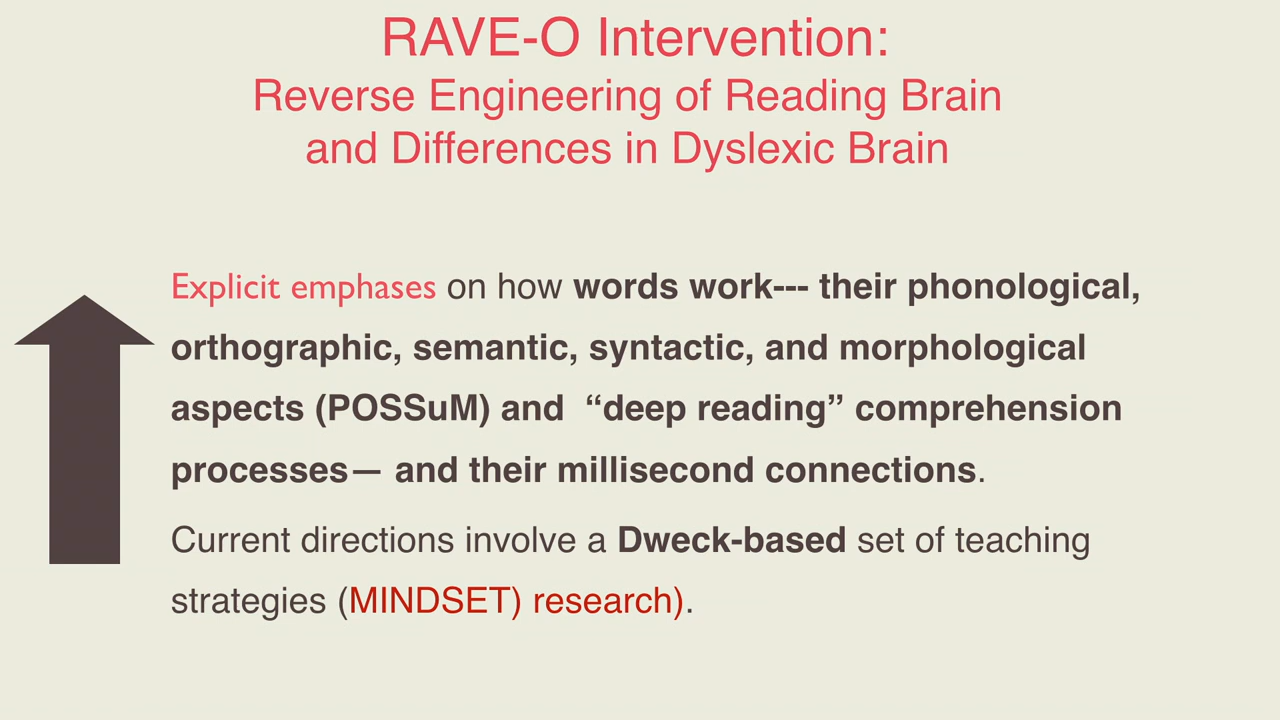 RAVE-O Intervention:
Reverse Engineering of Reading Brain
and Differences in Dyslexic Brain
Explicit emphases on how words work--- their phonological,
orthographic, semantic, syntactic, and morphological
aspects (POSSuM) and “deep reading” comprehension
processes— and their millisecond connections.
Current directions involve a Dweck-based set of teaching
strategies (MINDSET) research).